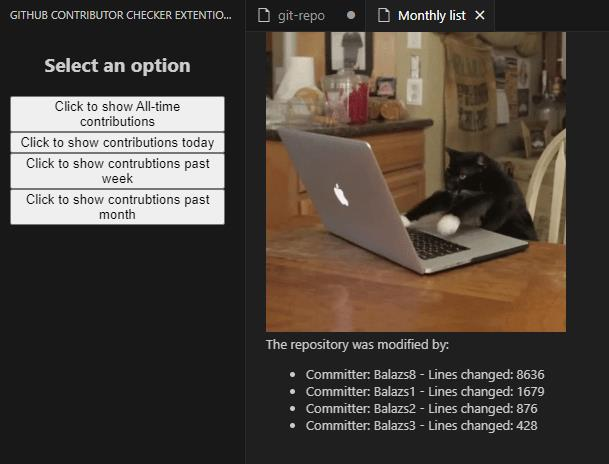 GITHUB CONTRIBUTOR CHECKER EXTENTIO...
Select an option
Click to show All-time
contributions
Click to show contributions today
Click to show contrubtions past
week
Click to show contrubtions past
month
git-repo
Monthly list
The repository was modified by:
Committer: Balazs8 - Lines changed: 8636
Committer: Balazs1 - Lines changed: 1679
Committer: Balazs2 - Lines changed: 876
Committer: Balazs3 - Lines changed: 428